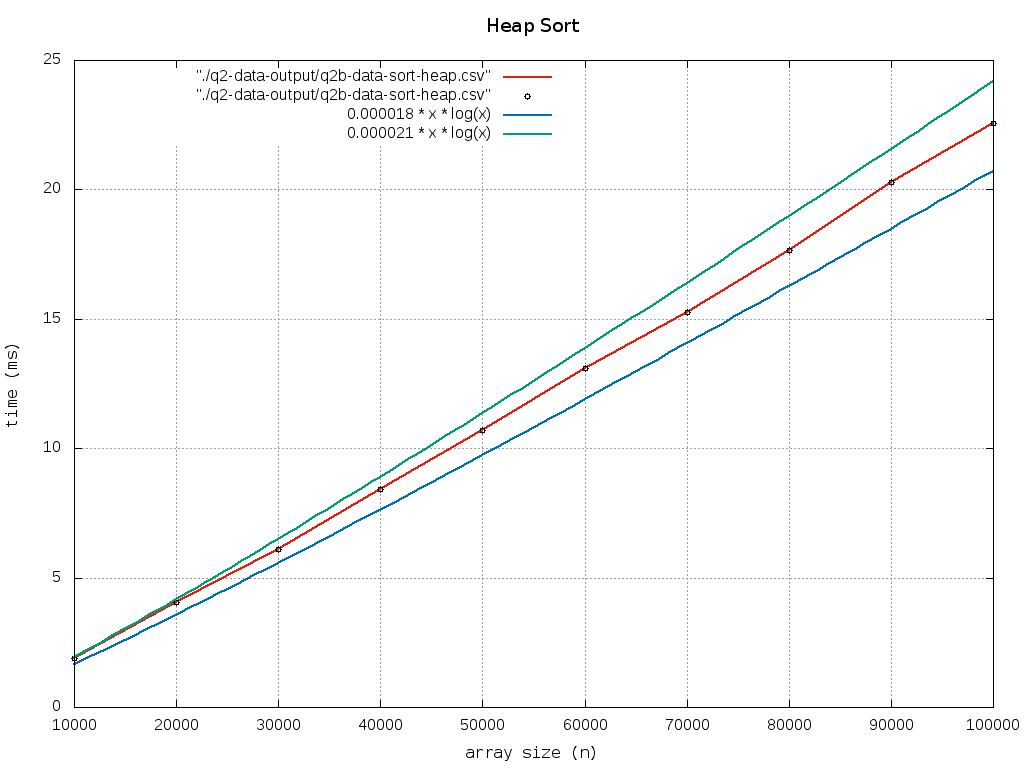 Heap Sort
25
"./q2-data-output/q2b-data-sort-heap.csv"
"./q2-data-output/q2b-data-sort-heap.csv"
0.000018 * x * log(x)
0.000021 * x * log(x)
20
15
time (ms)
10
5
0
10000 20000 30000 40000 50000 60000 70000 80000 90000 100000
array size (n)